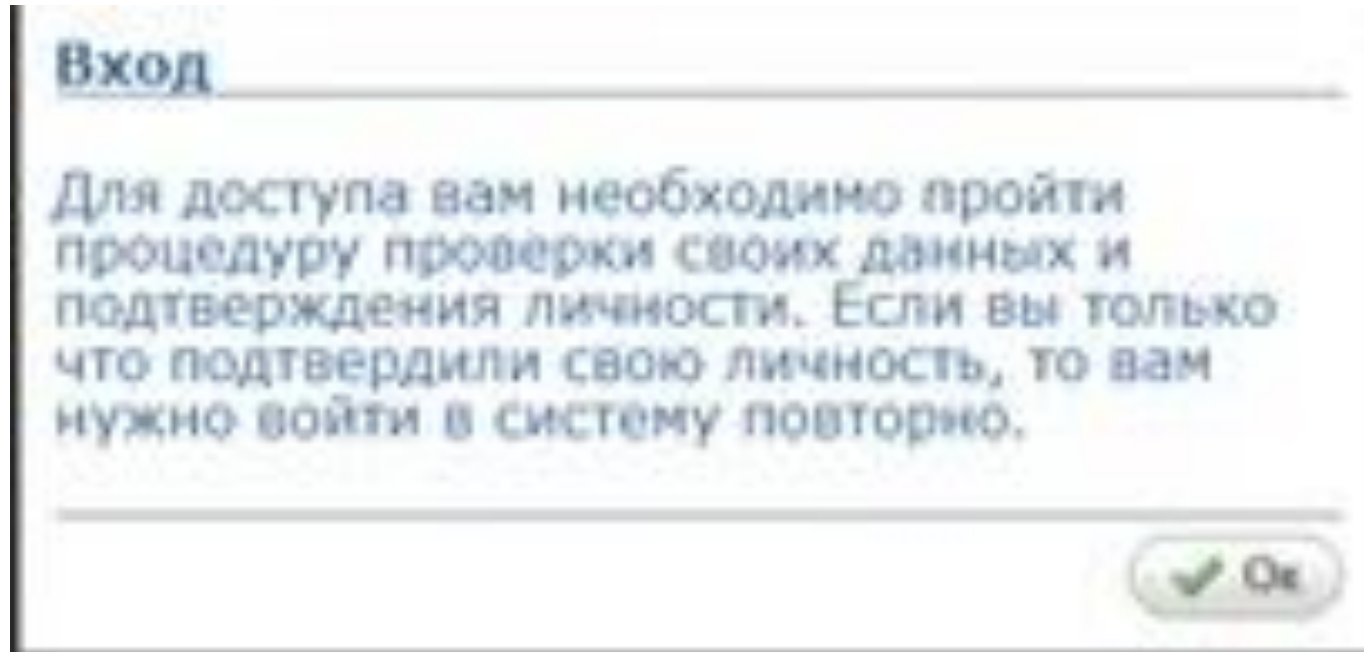 Вход
Для доступа вам необходимо пройти
процедуру проверки своих данных и
подтверждения личности. Если вы только
что подтвердили свою личность, то вам
нужно войти в систему повторно.
Ок